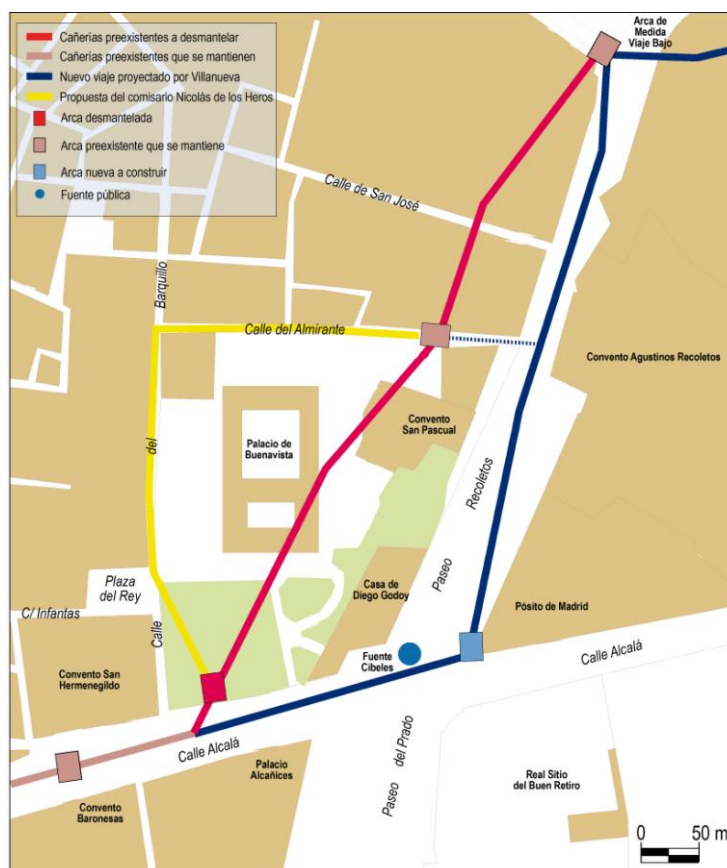 Cañerías preexistentes a desmantelar
Cañerías preexistentes que se mantienen
Nuevo viaje proyectado por Villanueva
Propuesta del comisario Nicolás de los Heros
Arca desmantelada
Arca preexistente que se mantiene
Arca nueva a construir
Fuente pública
Arca de
Medida
Viaje Bajo
Calle de San José
Barquillo
Calle del Almirante
Convento Agustinos Recoletos
Convento
San Pascual
Palacio de
Buenavista
del
Recoletos
Paseo
Casa de
Diego Godoy
Plaza
del Rey
C/ Infantas
Calle
Pósito de Madrid
Fuente
Cibeles
Calle Alcalá
Convento San
Hermenegildo
Calle Alcalá
Palacio
Alcañices
del Prado
Paseo
Real Sitio
del Buen Retiro
Convento
Baronesas
0 50 m